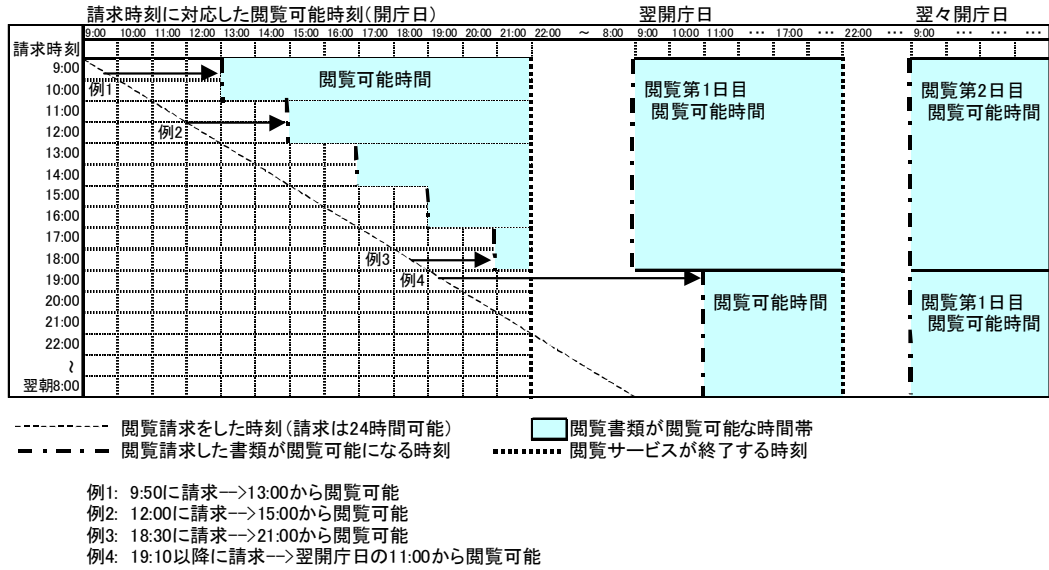 請求時刻に対応した閲覧可能時刻(開庁日) 翌開庁日 翌々開庁日
9:00 10:00 11:00 12:00 13:00 14:00 15:00 16:00 17:00 18:00 19:00 20:00 21:00 22:00 ～ 8:00 9:00 10:00 11:00 … 17:00 … 22:00 … 9:00 … … …
請求時刻
9:00
10:00
11:00
12:00
13:00
14:00
15:00
16:00
17:00
18:00
19:00
20:00
21:00
22:00
～
翌朝8:00
例1
例2
例3
例4
閲覧可能時間
閲覧第1日目
閲覧可能時間
閲覧第2日目
閲覧可能時間
閲覧可能時間
閲覧第1日目
閲覧可能時間
閲覧請求をした時刻(請求は24時間可能) 閲覧書類が閲覧可能な時間帯
閲覧請求した書類が閲覧可能になる時刻 閲覧サービスが終了する時刻
例1: 9:50に請求-->13:00から閲覧可能
例2: 12:00に請求-->15:00から閲覧可能
例3: 18:30に請求-->21:00から閲覧可能
例4: 19:10以降に請求-->翌開庁日の11:00から閲覧可能